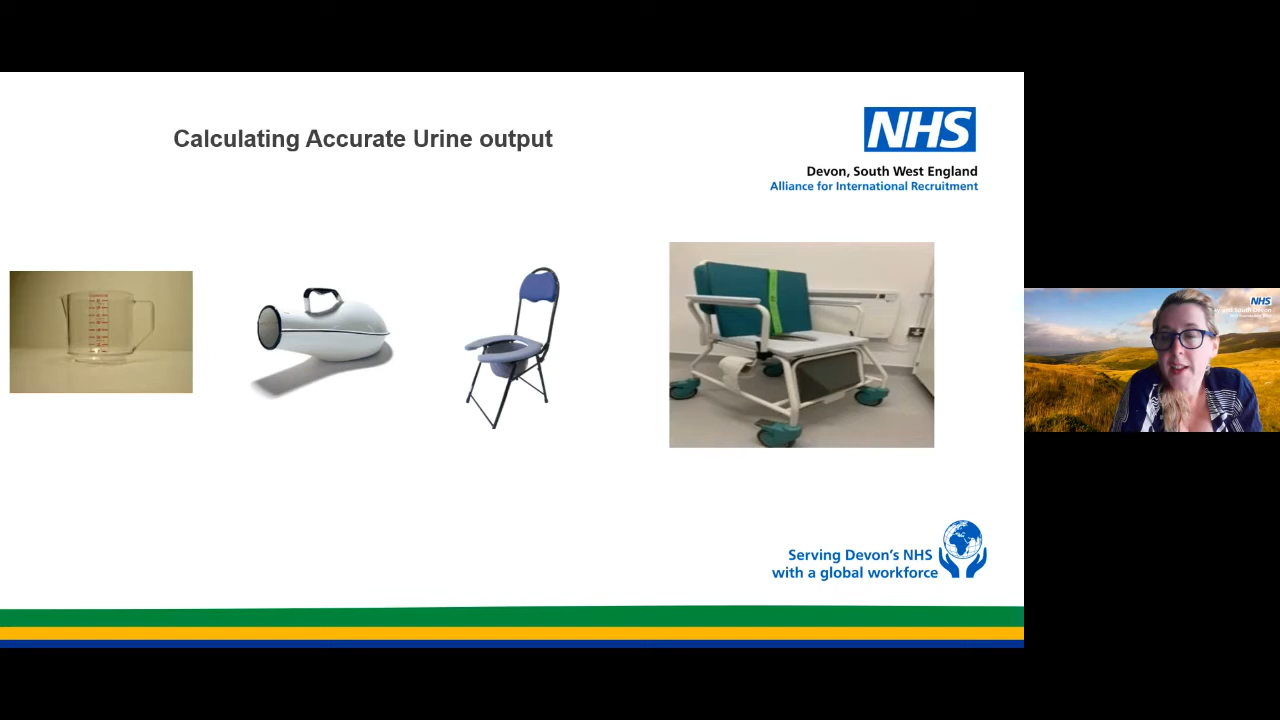 Calculating Accurate Urine output
NHS
Devon, South West England
Alliance for International Recruitment
NHS
Serving Devon's NHS
with a global workforce